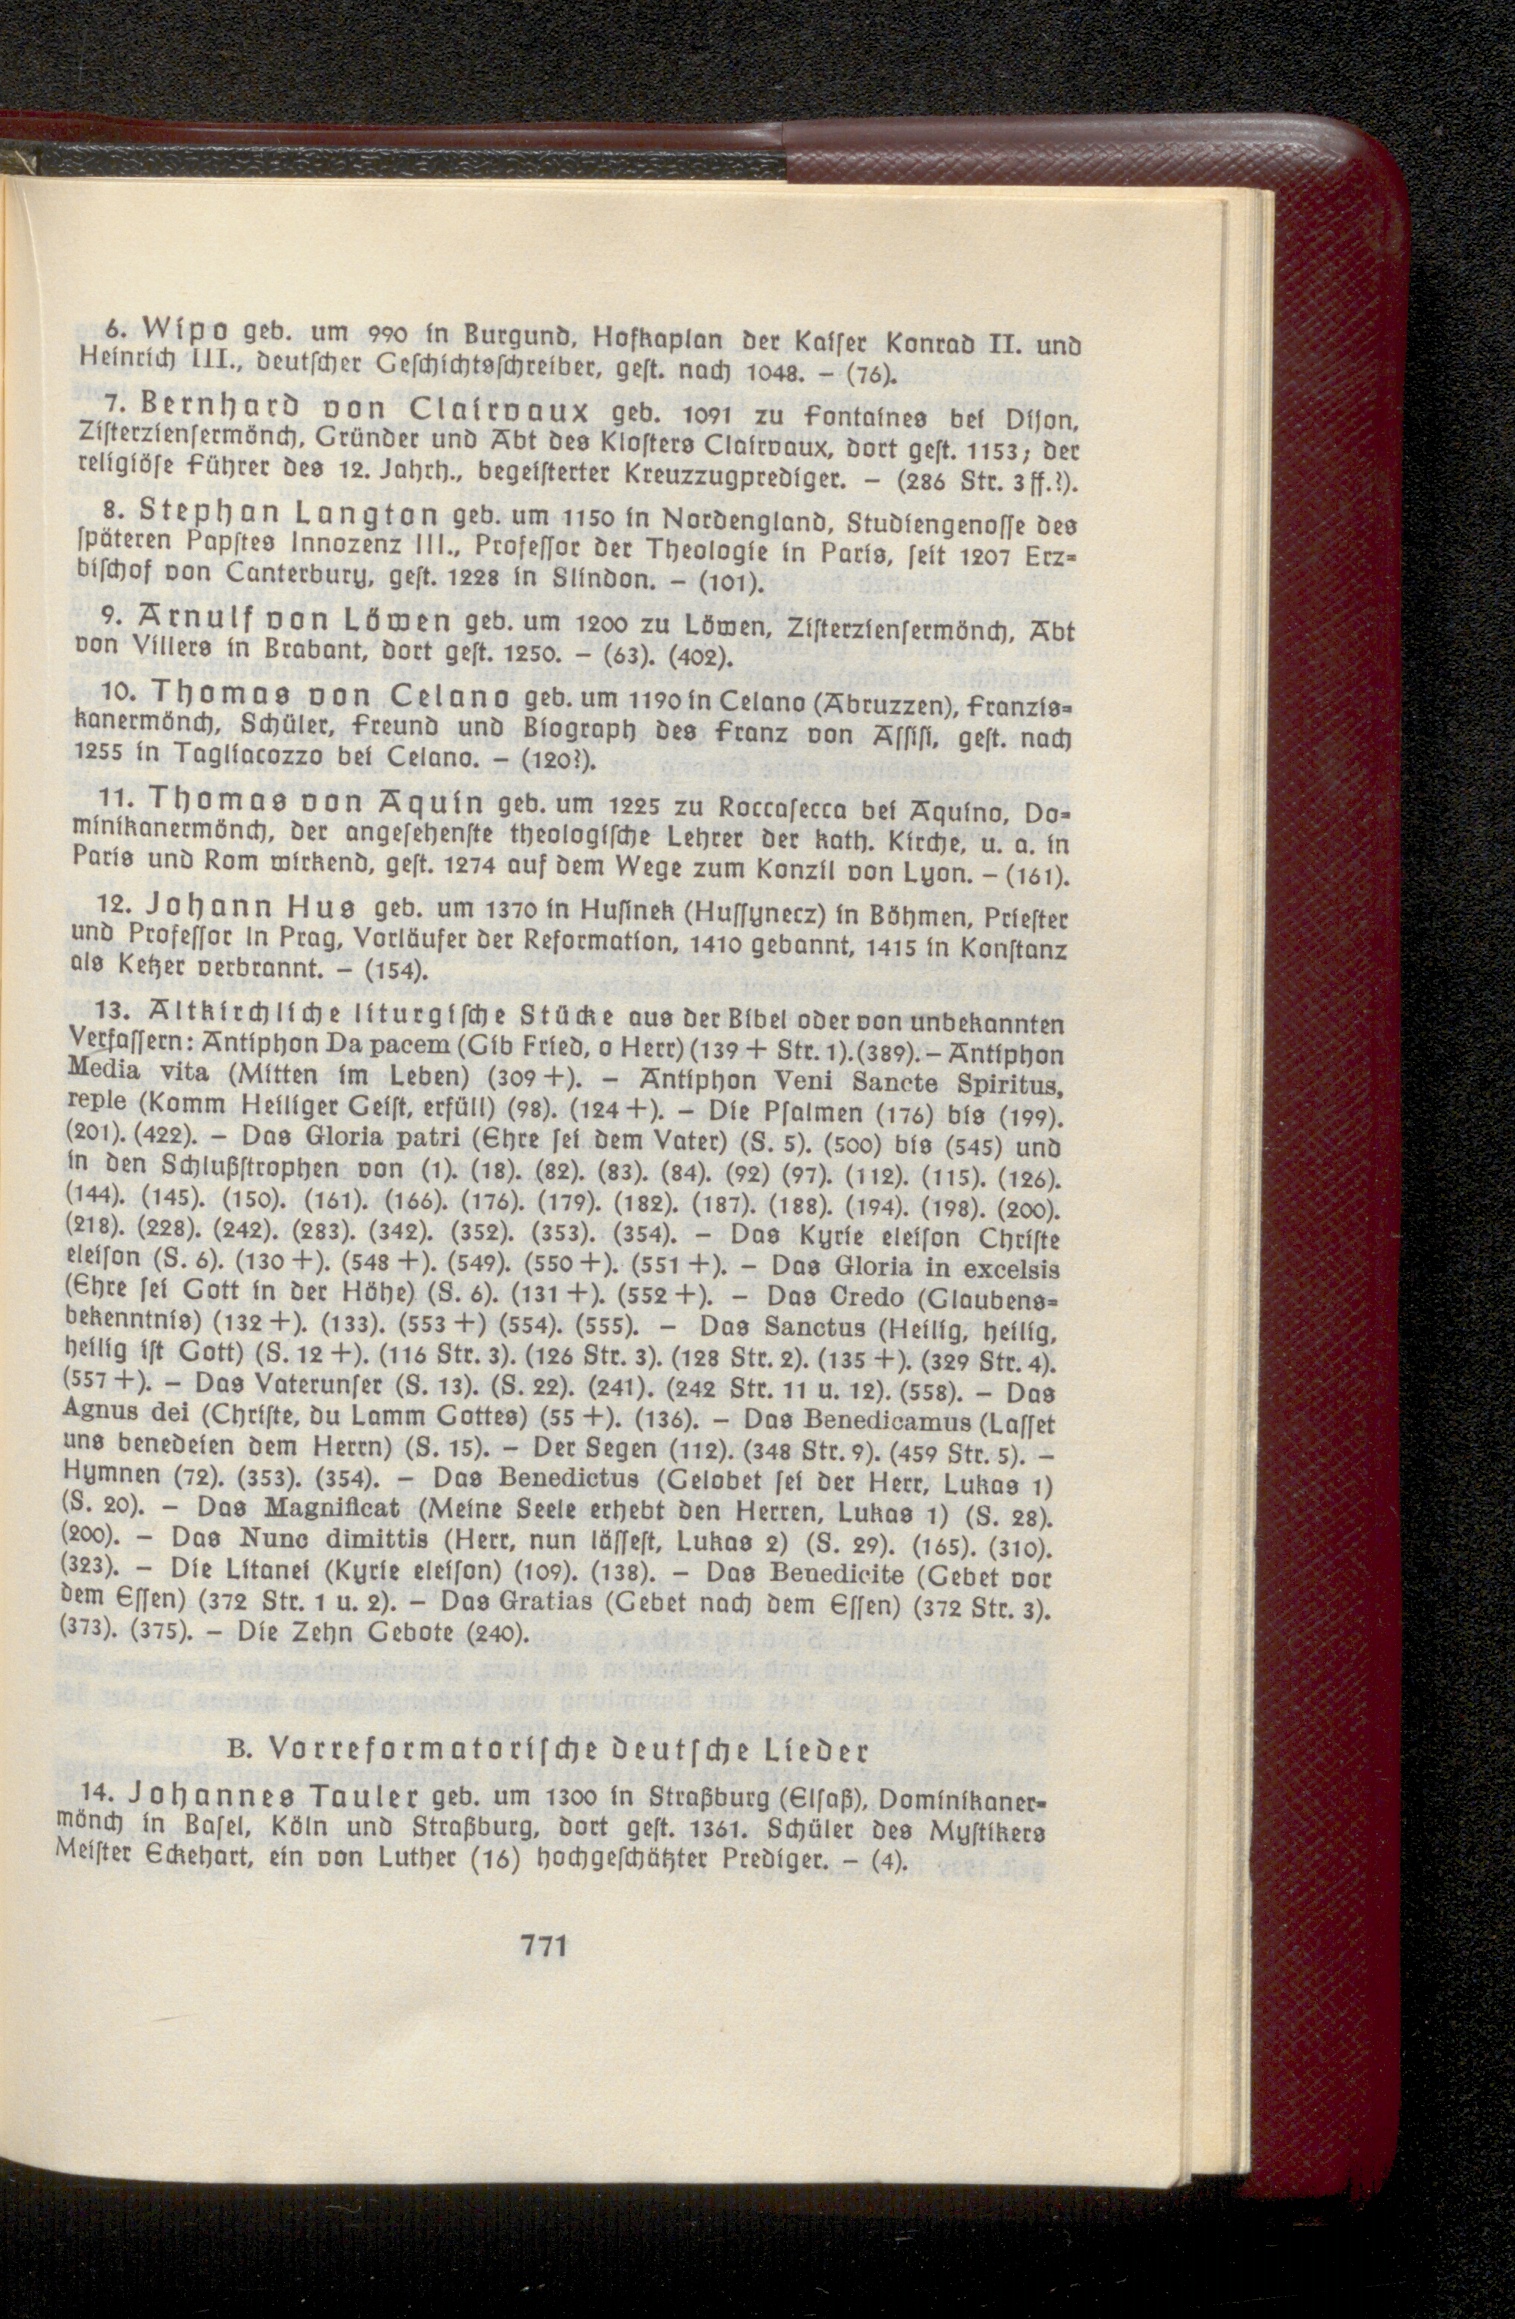 6. Wipo geb. um 990 in Burgund, Hofkaplan der Kaiſer Konrad II. und
Heinrich III., deutſcher Geſchichtsſchreiber, geſt. nach 1048. – (76).
7. Bernhard von Clairvaux geb. 1091 zu Fontaines bei Dijon,
Ziſterzienſermönch, Gründer und Abt des Kloſters Clairvaux, dort geſt. 1153; der
religiöſe Führer des 12. Jahrh., begeiſterter Kreuzzugprediger. – (286 Str. 3 ff.?).
8. Stephan Langton geb. um 1150 in Nordengland, Studiengenoſſe des
ſpäteren Papſtes Innozenz III., Profeſſor der Theologie in Paris, ſeit 1207 Erz-
biſchof von Canterbury, geſt. 1228 in Slindon. – (101).
9. Arnulf von Löwen geb. um 1200 zu Löwen, Ziſterzienſermönch, Abt
von Villers in Brabant, dort geſt. 1250. – (63). (402).
10. Thomas von Celano geb. um 1190 in Celano (Abruzzen), Franzis-
kanermönch, Schüler, Freund und Biograph des Franz von Aſſiſi, geſt. nach
1255 in Tagliacozzo bei Celano. – (120?).
11. Thomas von Aquin geb. um 1225 zu Roccaſecca bei Aquino, Do-
minikanermönch, der angeſehenſte theologiſche Lehrer der kath. Kirche, u. a. in
Paris und Rom wirkend, geſt. 1274 auf dem Wege zum Konzil von Lyon. – (161).
12. Johann Hus geb. um 1370 in Huſinek (Huſſynecz) in Böhmen, Prieſter
und Profeſſor in Prag, Vorläufer der Reformation, 1410 gebannt, 1415 in Konſtanz
als Ketzer verbrannt. – (154).
13. Altkirchliche liturgiſche Stücke aus der Bibel oder von unbekannten
Verfaſſern: Antiphon Da pacem (Gib Fried, o Herr) (139 + Str. 1). (389). – Antiphon
Media vita (Mitten im Leben) (309 +). – Antiphon Veni Sancte Spiritus,
reple (Komm Heiliger Geiſt, erfüll) (98). (124 +). – Die Pſalmen (176) bis (199).
(201). (422). – Das Gloria patri (Ehre ſei dem Vater) (S. 5). (500) bis (545) und
in den Schlußſtrophen von (1). (18). (82). (83). (84). (92) (97). (112). (115). (126).
(144). (145). (150). (161). (166). (176). (179). (182). (187). (188). (194). (198). (200).
(218). (228). (242). (283). (342). (352). (353). (354). – Das Kyrie eleiſon Chriſte
eleiſon (S. 6). (130 +). (548 +). (549). (550 +). (551 +). – Das Gloria in excelsis
(Ehre ſei Gott in der Höhe) (S. 6). (131 +). (552 +). – Das Credo (Glaubens-
bekenntnis) (132 +). (133). (553 +) (554). (555). – Das Sanctus (Heilig, heilig,
heilig iſt Gott) (S. 12 +). (116 Str. 3). (126 Str. 3). (128 Str. 2). (135 +). (329 Str. 4).
(557 +). – Das Vaterunſer (S. 13). (S. 22). (241). (242 Str. 11 u. 12). (558). – Das
Agnus dei (Chriſte, du Lamm Gottes) (55 +). (136). – Das Benedicamus (Laſſet
uns benedeien dem Herrn) (S. 15). – Der Segen (112). (348 Str. 9). (459 Str. 5). –
Hymnen (72). (353). (354). – Das Benedictus (Gelobet ſei der Herr, Lukas 1)
(S. 20). – Das Magnificat (Meine Seele erhebt den Herren, Lukas 1) (S. 28).
(200). – Das Nunc dimittis (Herr, nun läſſeſt, Lukas 2) (S. 29). (165). (310).
(323). – Die Litanei (Kyrie eleiſon) (109). (138). – Das Benedicite (Gebet vor
dem Eſſen) (372 Str. 1 u. 2). – Das Gratias (Gebet nach dem Eſſen) (372 Str. 3).
(373). (375). – Die Zehn Gebote (240).
B. Vorreformatoriſche deutſche Lieder
14. Johannes Tauler geb. um 1300 in Straßburg (Elſaß), Dominikaner-
mönch in Baſel, Köln und Straßburg, dort geſt. 1361. Schüler des Myſtikers
Meiſter Eckehart, ein von Luther (16) hochgeſchätzter Prediger. – (4).
771